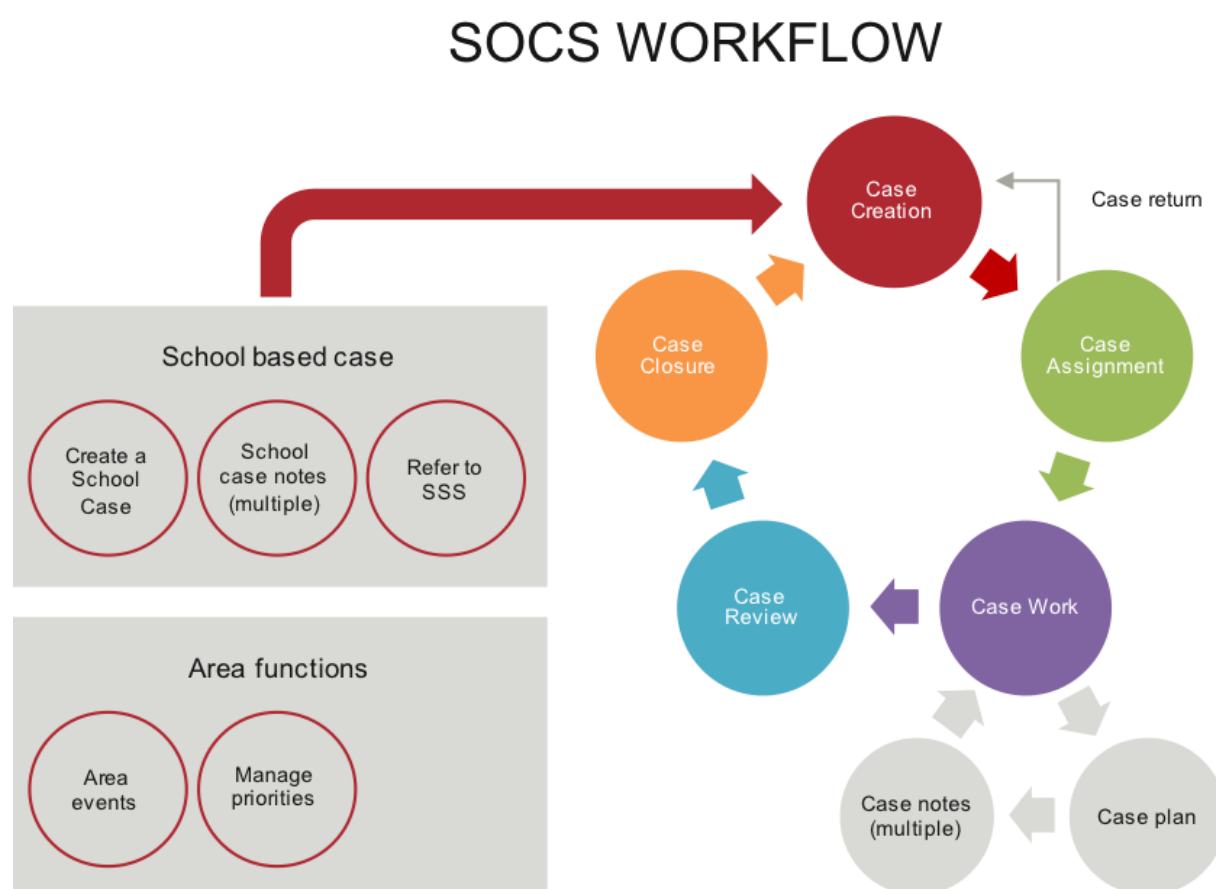 SOCS WORKFLOW
Case
Creation
Case return
Case
Closure
Case
Assignment
School based case
Create a
School
Case
School
case notes
(multiple)
Refer to
SSS
Case
Review
Case Work
Area functions
Area
events
Manage
priorities
Case notes
(multiple)
Case plan